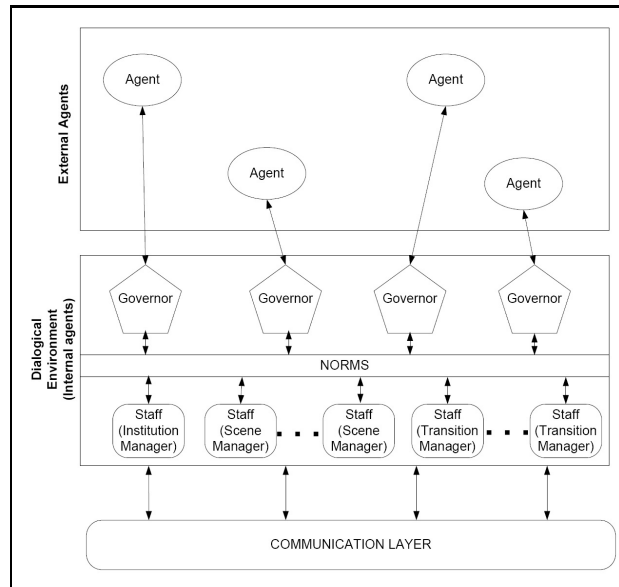 External Agents
Agent
Agent
Agent
Agent
Dialogical
Environment
(Internal agents)
Governor
Governor
Governor
Governor
NORMS
Staff
(Institution
Manager)
Staff
(Scene
Manager)
Staff
(Scene
Manager)
Staff
(Transition
Manager)
Staff
(Transition
Manager)
COMMUNICATION LAYER